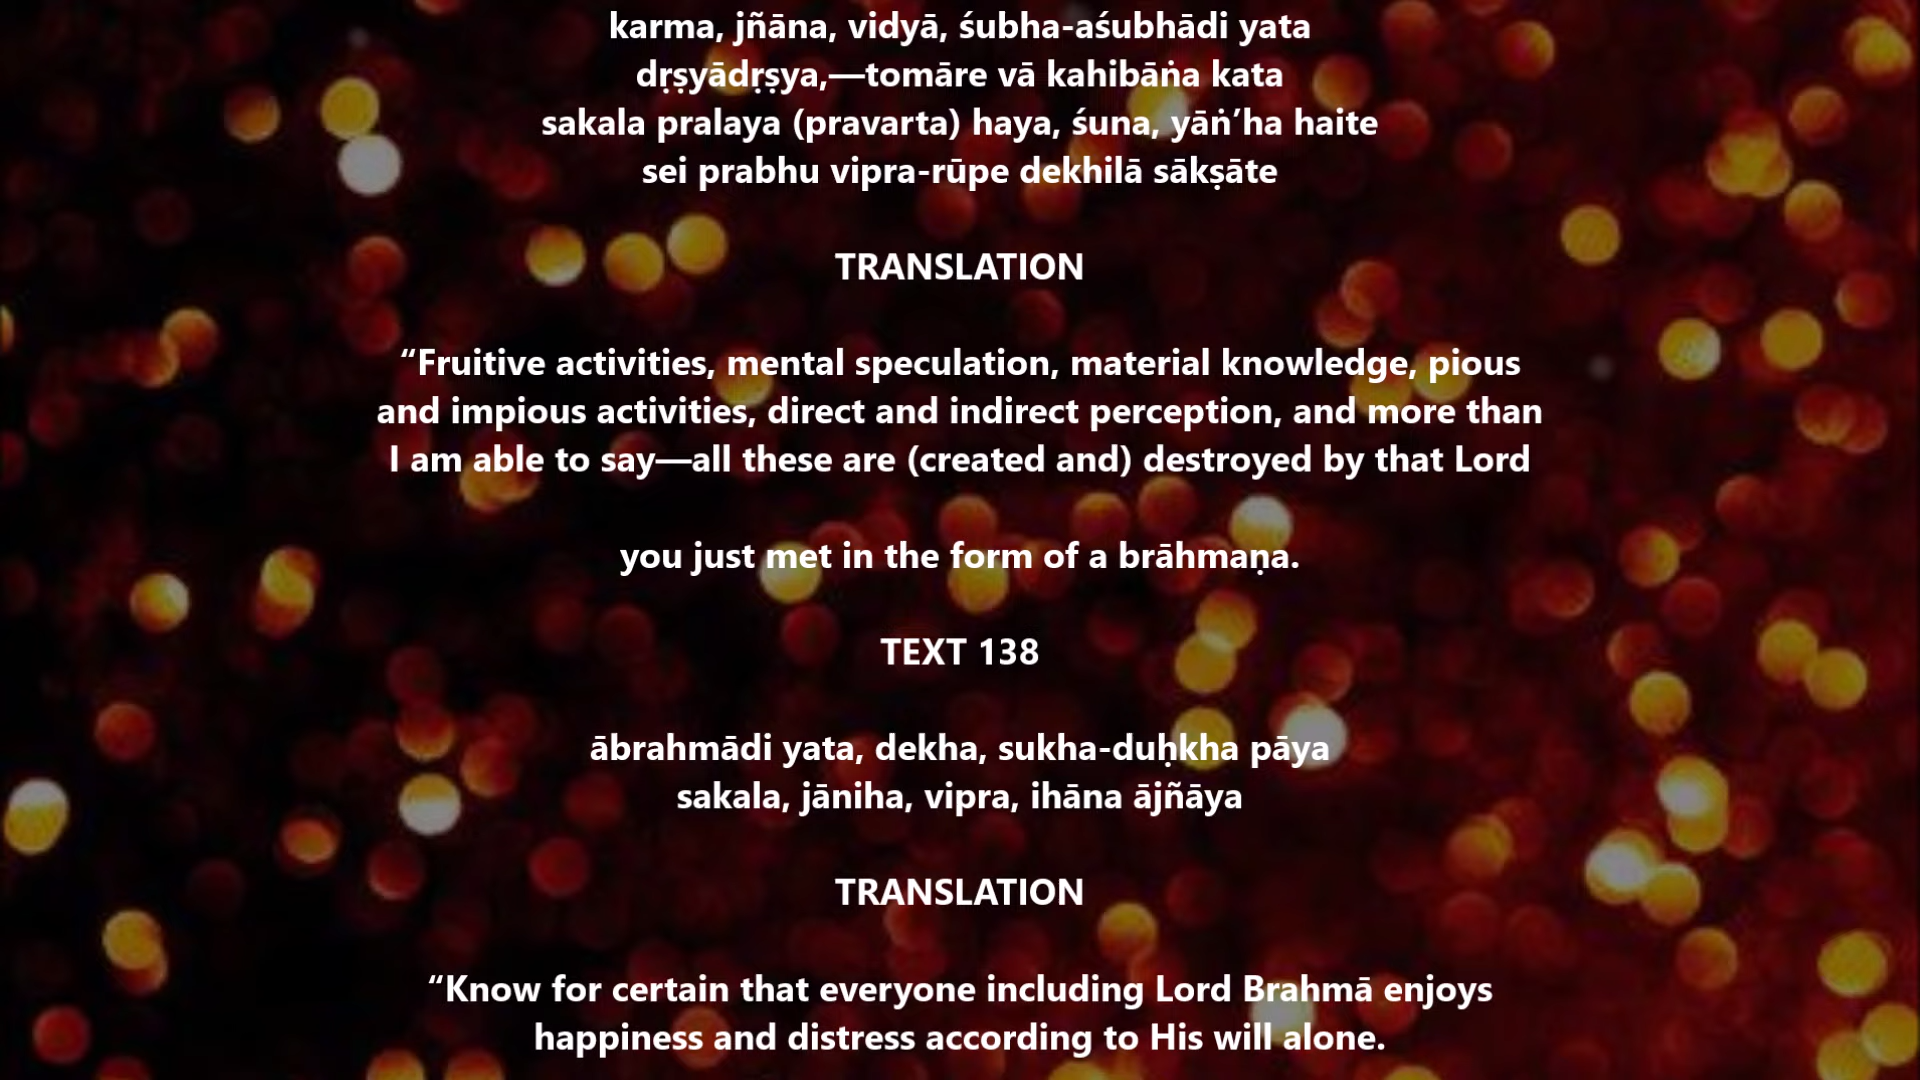 karma, jñāna, vidyā, śubha-aśubhādi yata
dṛṣyādṛṣya,—tomāre vā kahibāṅa kata
sakala pralaya (pravarta) haya, śuna, yāṅ’ha haite
sei prabhu vipra-rūpe dekhilā sākṣāte
TRANSLATION
“Fruitive activities, mental speculation, material knowledge, pious
and impious activities, direct and indirect perception, and more than
I am able to say—all these are (created and) destroyed by that Lord
you just met in the form of a brāhmaṇa.
TEXT 138
ābrahmādi yata, dekha, sukha-duḥkha pāya
sakala, jāniha, vipra, ihāna ājñāya
TRANSLATION
“Know for certain that everyone including Lord Brahmā enjoys
happiness and distress according to His will alone.